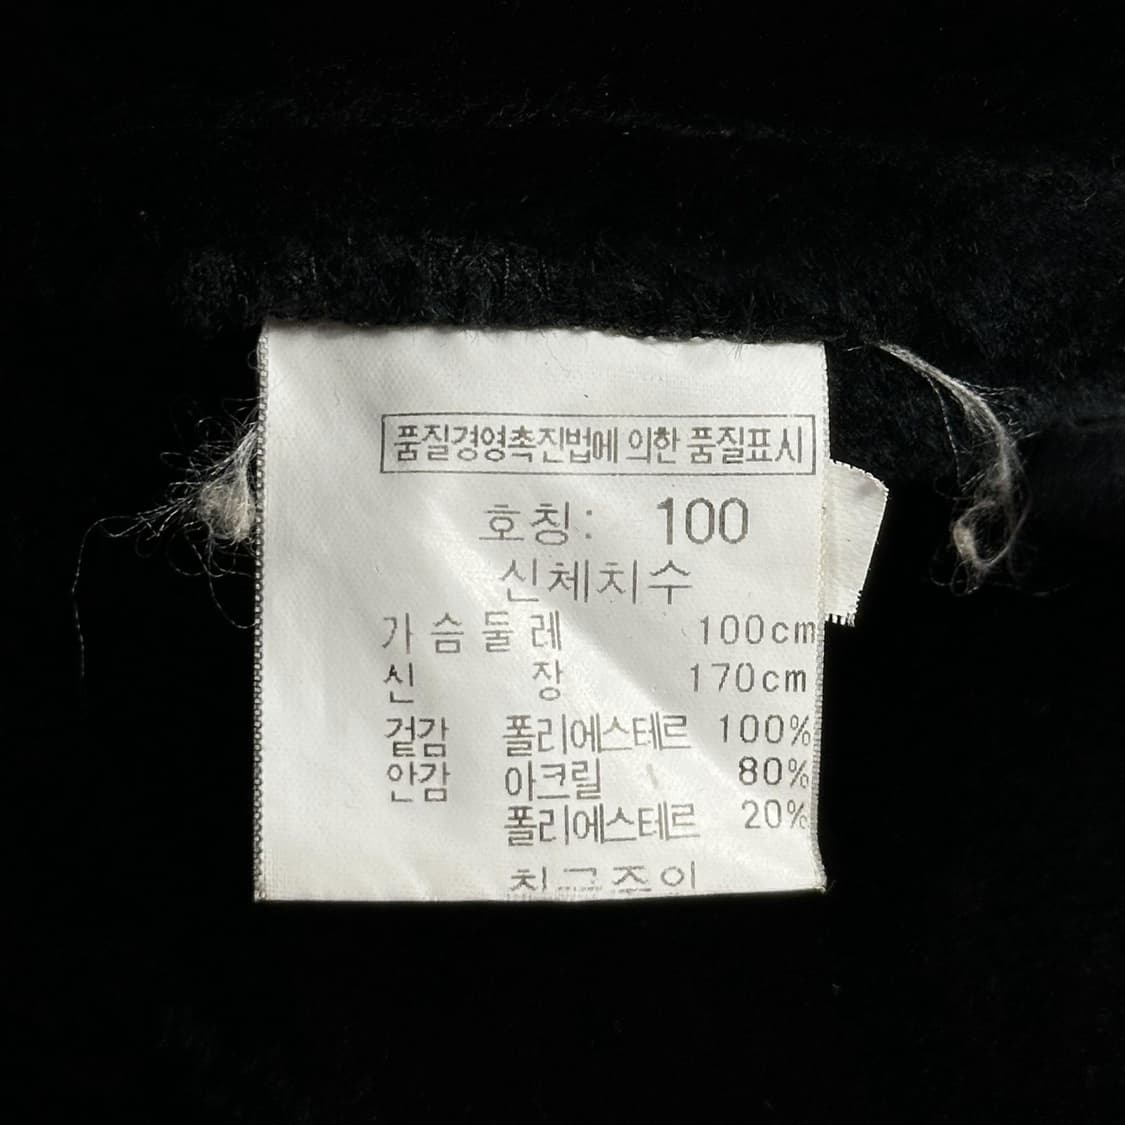 품질경영촉진법에 의한 품질표시
호칭: 100
신체치수
가슴둘레 100cm
신장 170cm
겉감 폴리에스테르 100%
안감 아크릴 80%
폴리에스테르 20%